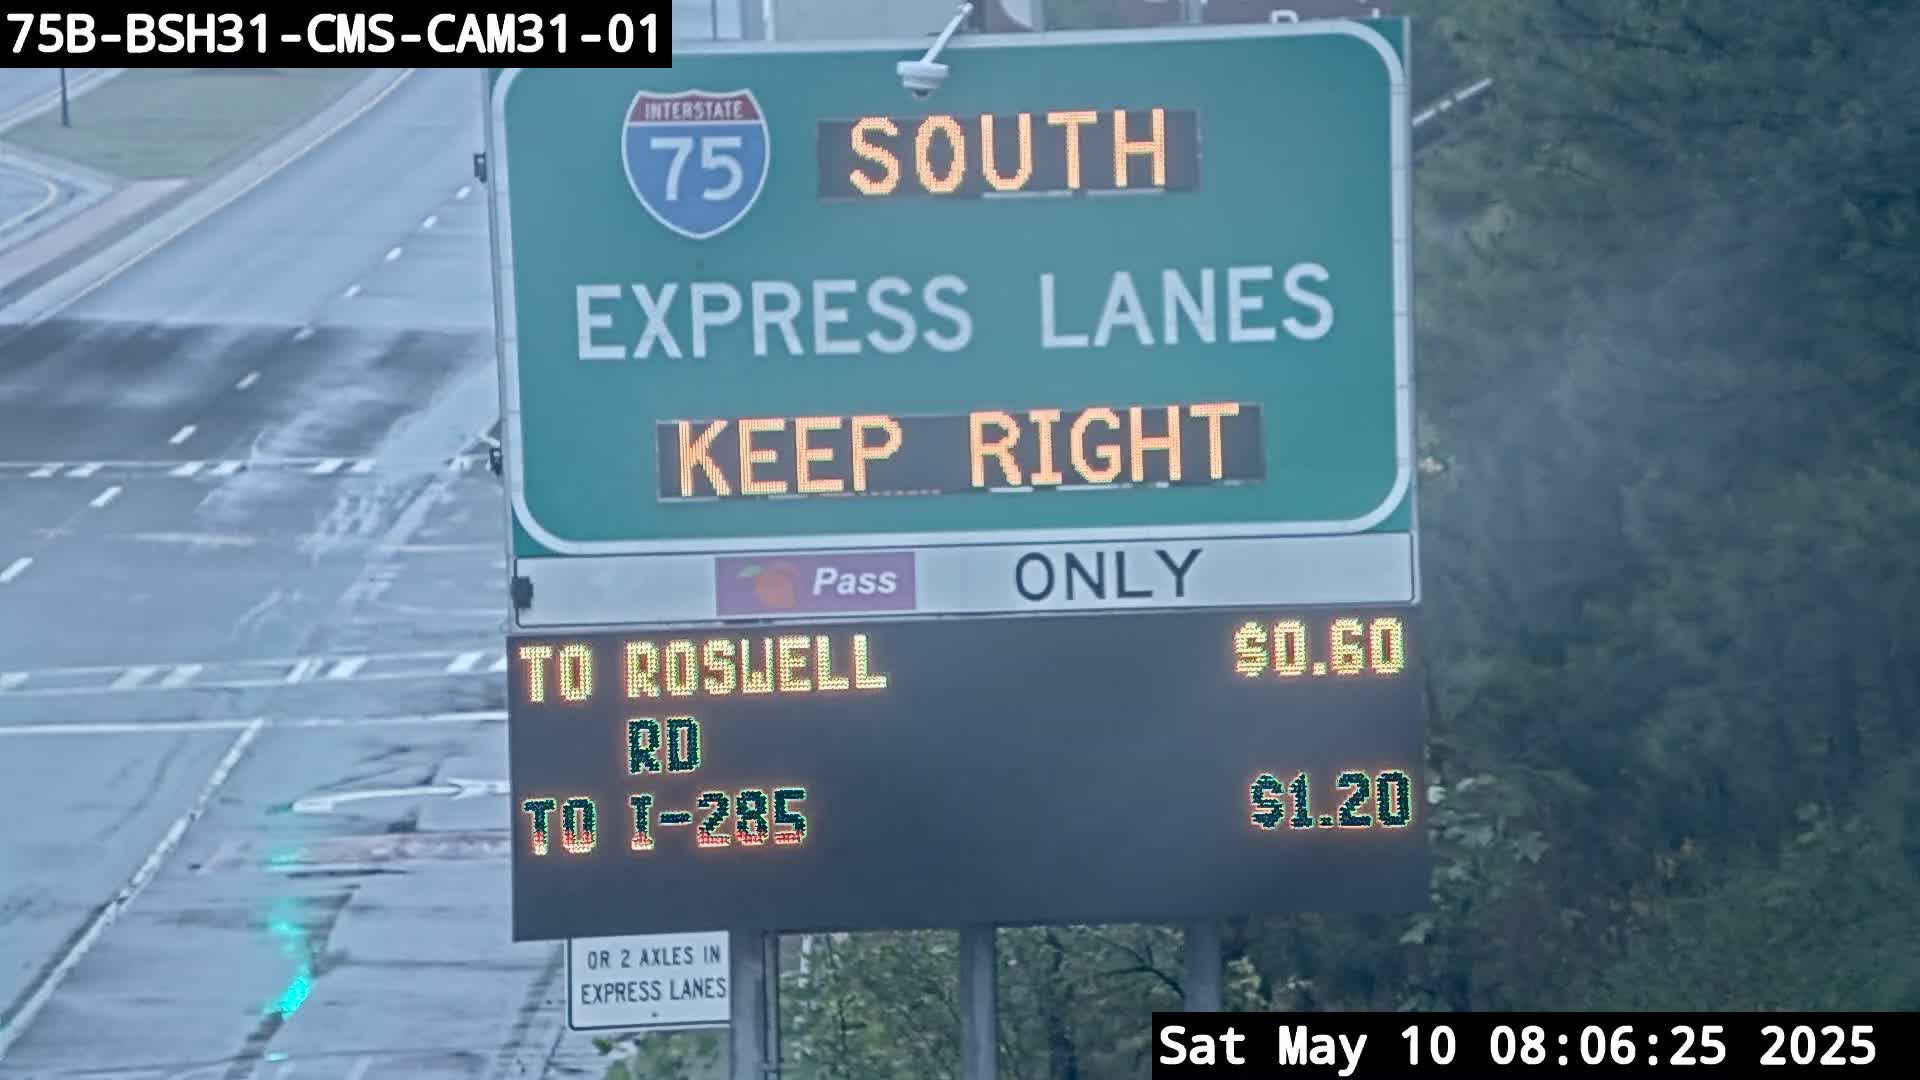 75B-BSH31-CMS-CAM31-01
INTERSTATE
75
SOUTH
EXPRESS LANES
KEEP RIGHT
Pass ONLY
TO ROSWELL $0.60
RD
TO I-285 $1.20
OR 2 AXLES IN
EXPRESS LANES
Sat May 10 08:06:25 2025